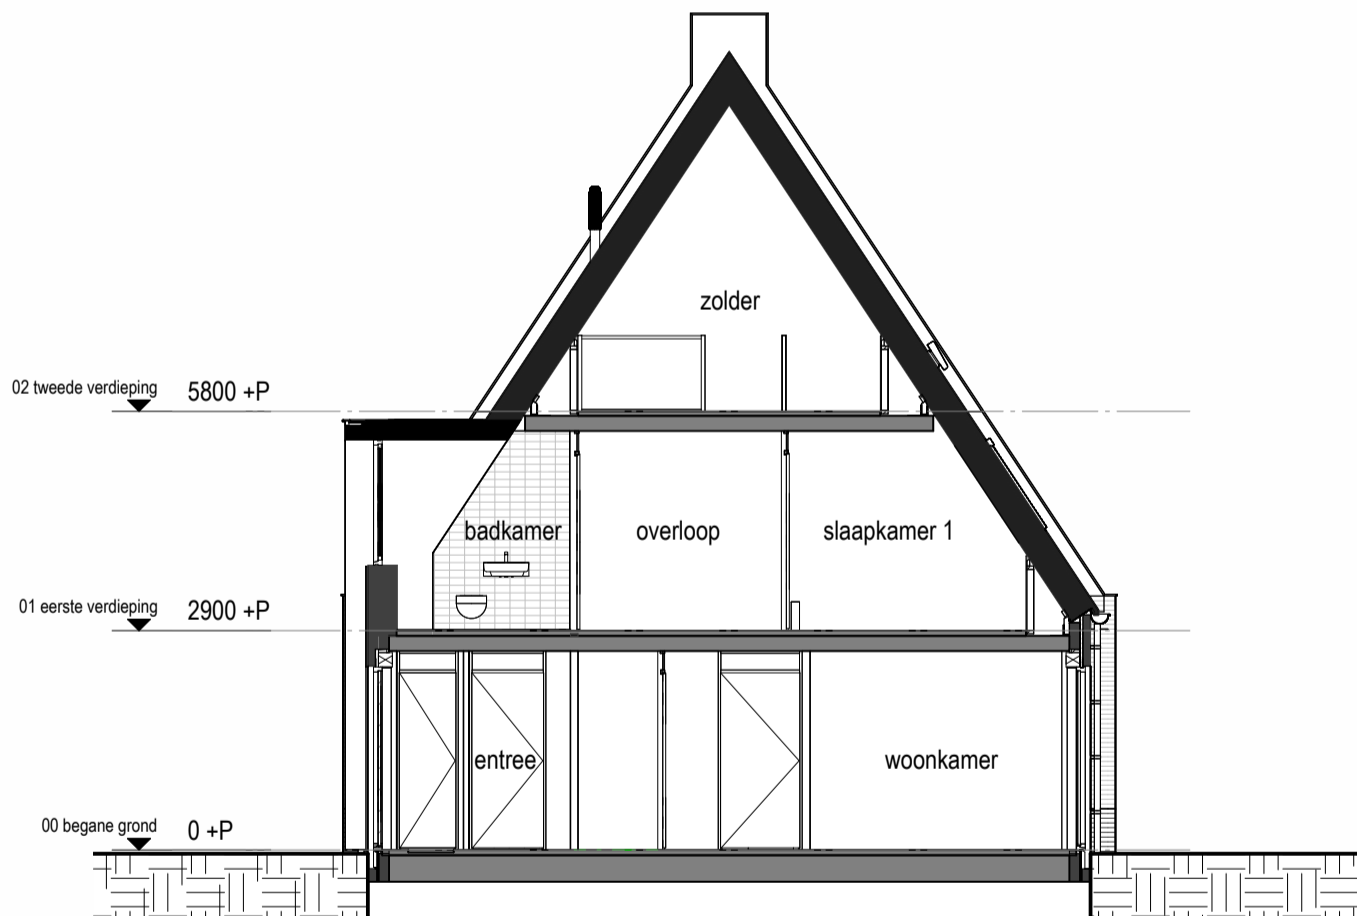 zolder
02 tweede verdieping 5800 +P
badkamer overloop slaapkamer 1
01 eerste verdieping 2900 +P
entree woonkamer
00 begane grond 0 +P